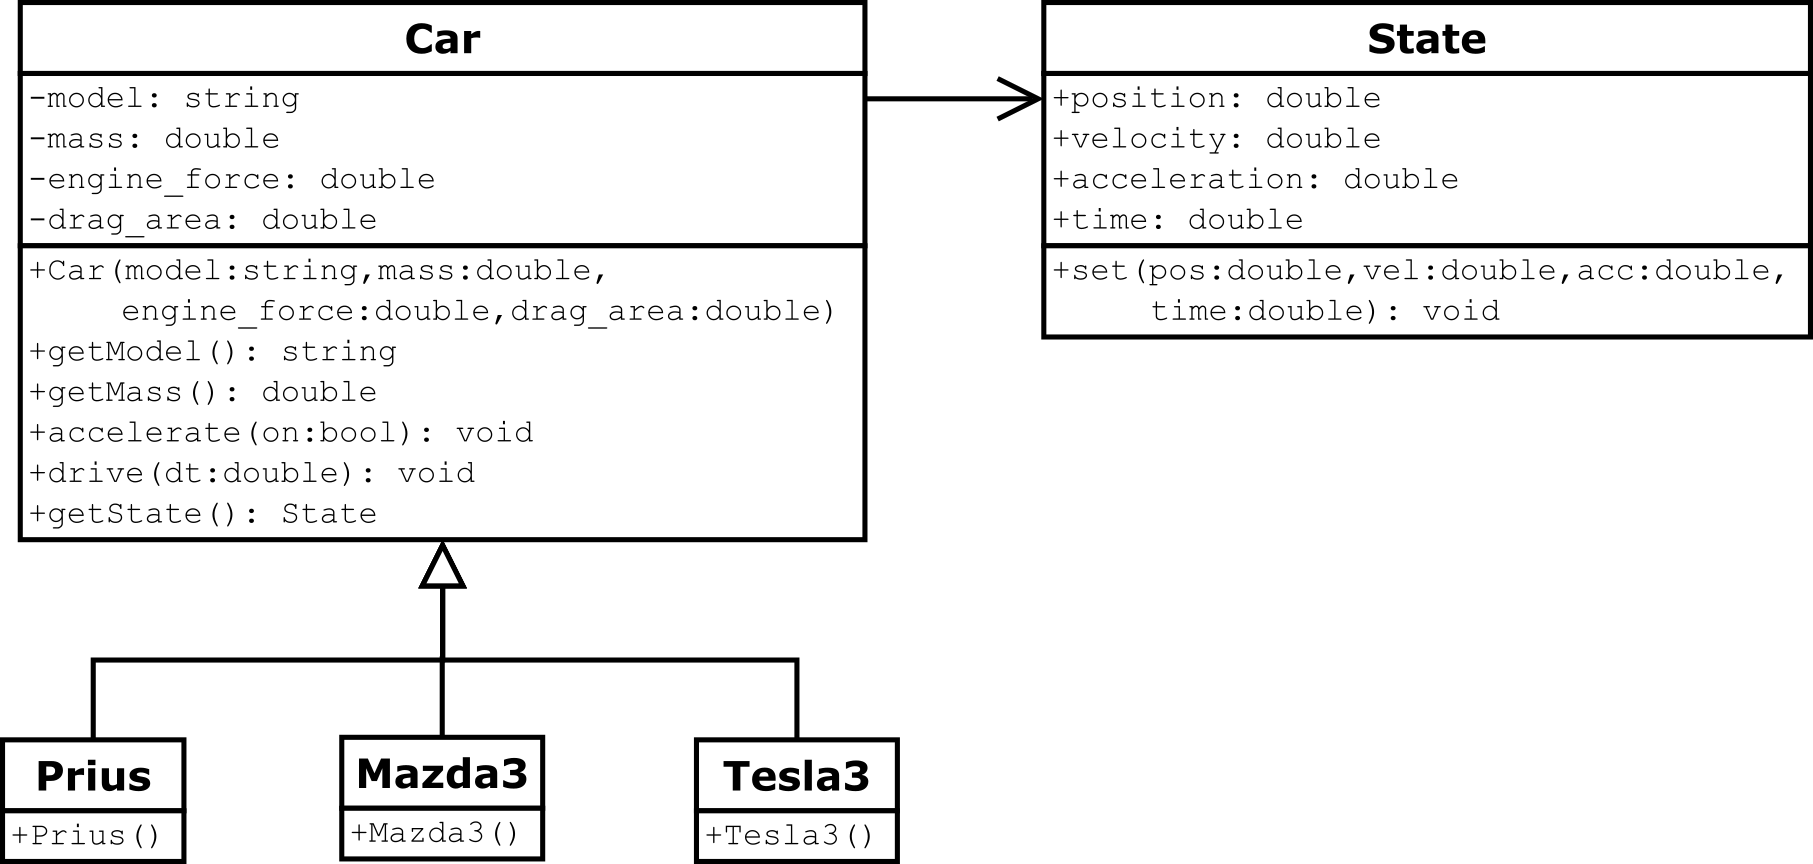 Car
-model: string
-mass: double
-engine_force: double
-drag_area: double
+Car(model:string,mass:double,
engine_force:double,drag_area:double)
+getModel(): string
+getMass(): double
+accelerate(on:bool): void
+drive(dt:double): void
+getState(): State
State
+position: double
+velocity: double
+acceleration: double
+time: double
+set(pos:double,vel:double,acc:double,
time:double): void
Prius
+Prius()
Mazda3
+Mazda3()
Tesla3
+Tesla3()